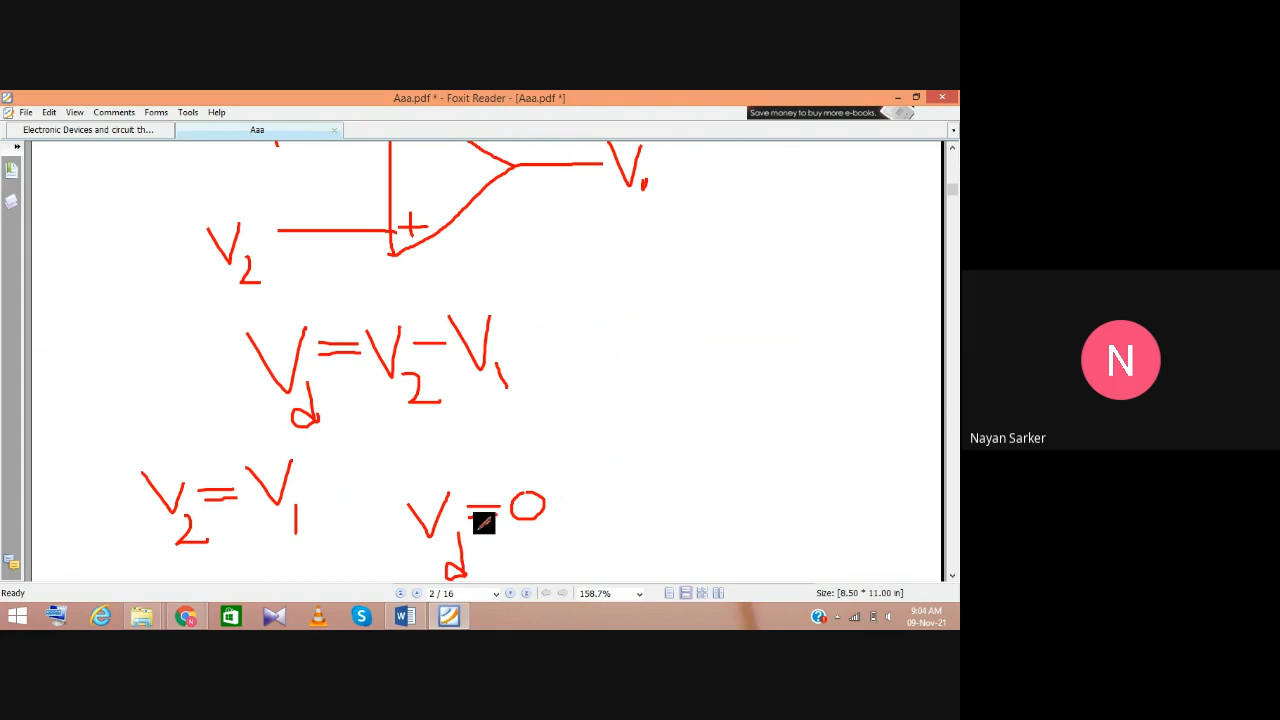 Aaa.pdf * - Foxit Reader - [Aaa.pdf *]
File Edit View Comments Forms Tools Help
Save money to buy more e-books.
Electronic Devices and circuit th...
Aaa
V
V2 +
Vd = V2 - V1
V2 = V1
Vd = 0
N
Nayan Sarker
Ready
2 / 16
158.7%
Size: [8.50 * 11.00 in]
9:04 AM
09-Nov-21